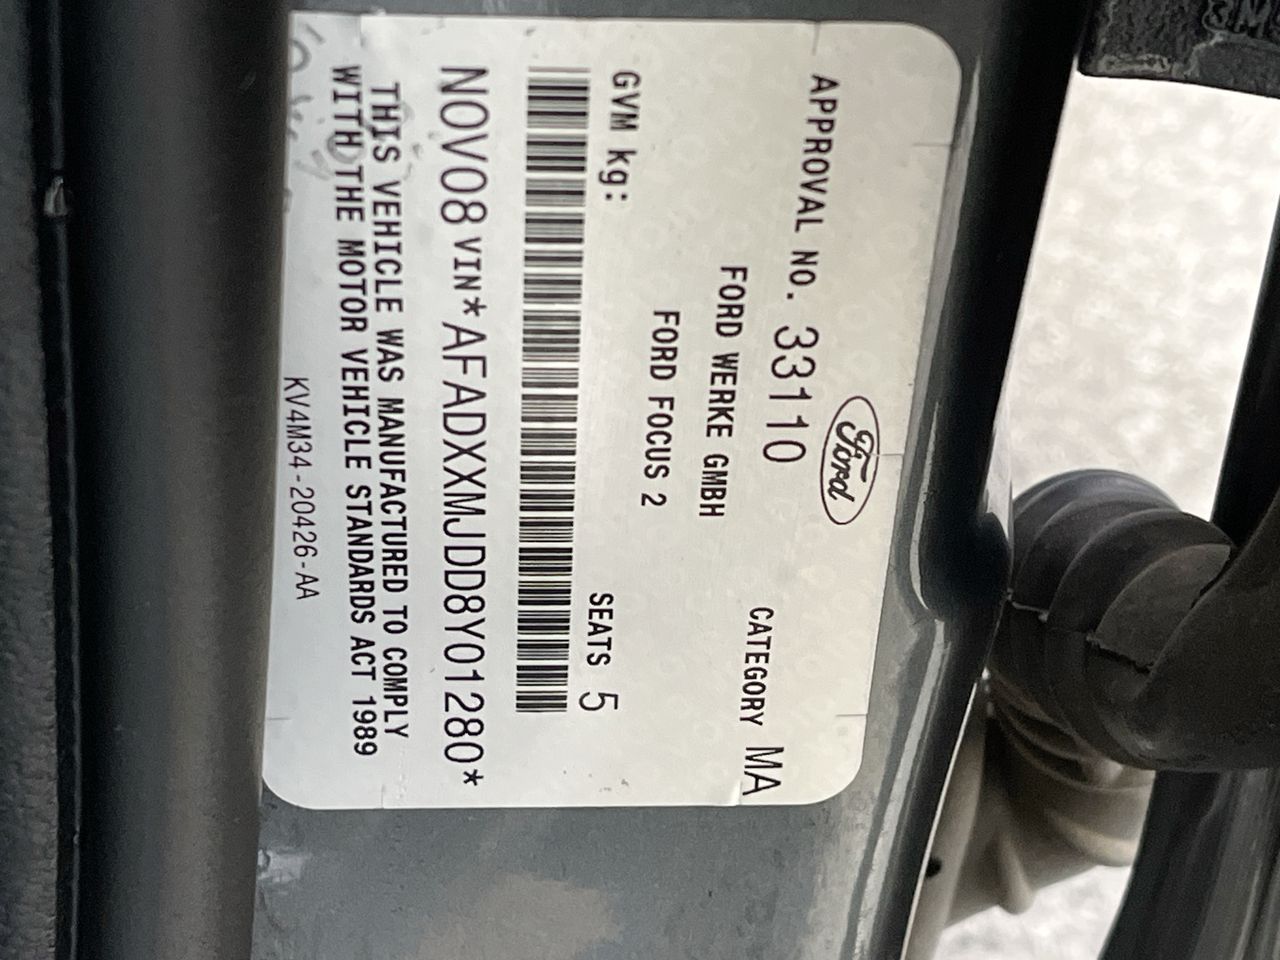 Ford
APPROVAL NO. 33110 CATEGORY MA
FORD WERKE GMBH
FORD FOCUS 2
GVM kg: SEATS 5
NOV08 VIN*AFADXXMJDD8Y01280*
THIS VEHICLE WAS MANUFACTURED TO COMPLY
WITH THE MOTOR VEHICLE STANDARDS ACT 1989
KV4M34-20426-AA